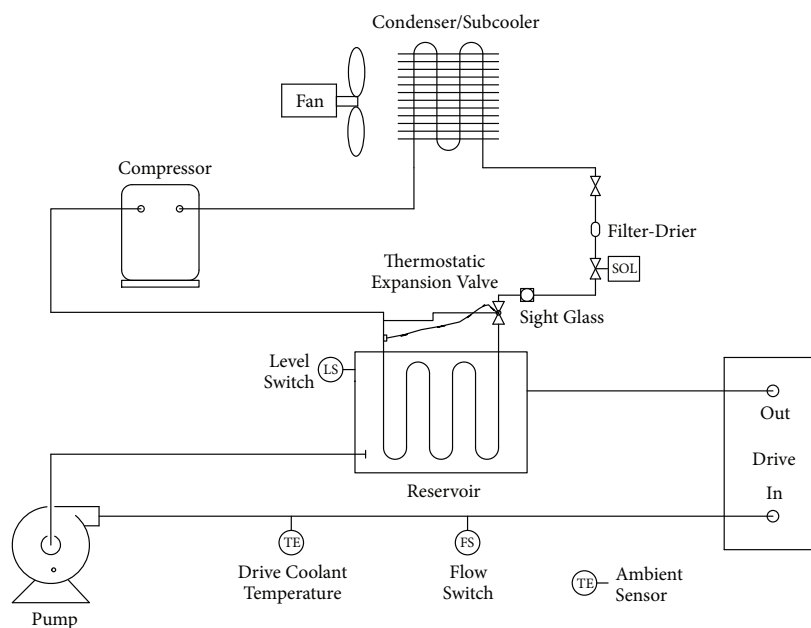 Condenser/Subcooler
Fan
Compressor
Filter-Drier
Thermostatic
Expansion Valve
SOL
Sight Glass
Level
Switch
LS
Out
Drive
In
Reservoir
TE
FS
Drive Coolant
Temperature
Flow
Switch
TE
Ambient
Sensor
Pump